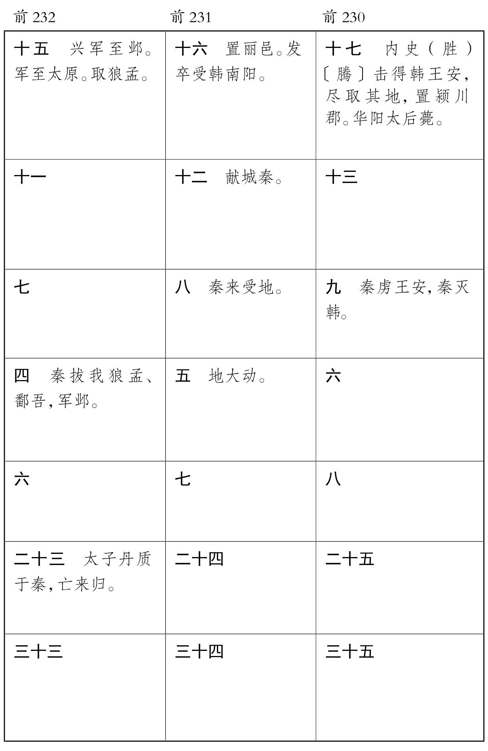 前 232 前 231 前 230
十五 兴军至邺。
军至太原。取狼孟。
十六 置丽邑。发
卒受韩南阳。
十七 内史(胜)
〔腾〕击得韩王安,
尽取其地,置颍川
郡。华阳太后薨。
十一
十二 献城秦。
十三
七
八 秦来受地。
九 秦虏王安,秦灭
韩。
四 秦拔我狼孟、
鄱吾,军邺。
五 地大动。
六
六
七
八
二十三 太子丹质
于秦,亡来归。
二十四
二十五
三十三
三十四
三十五